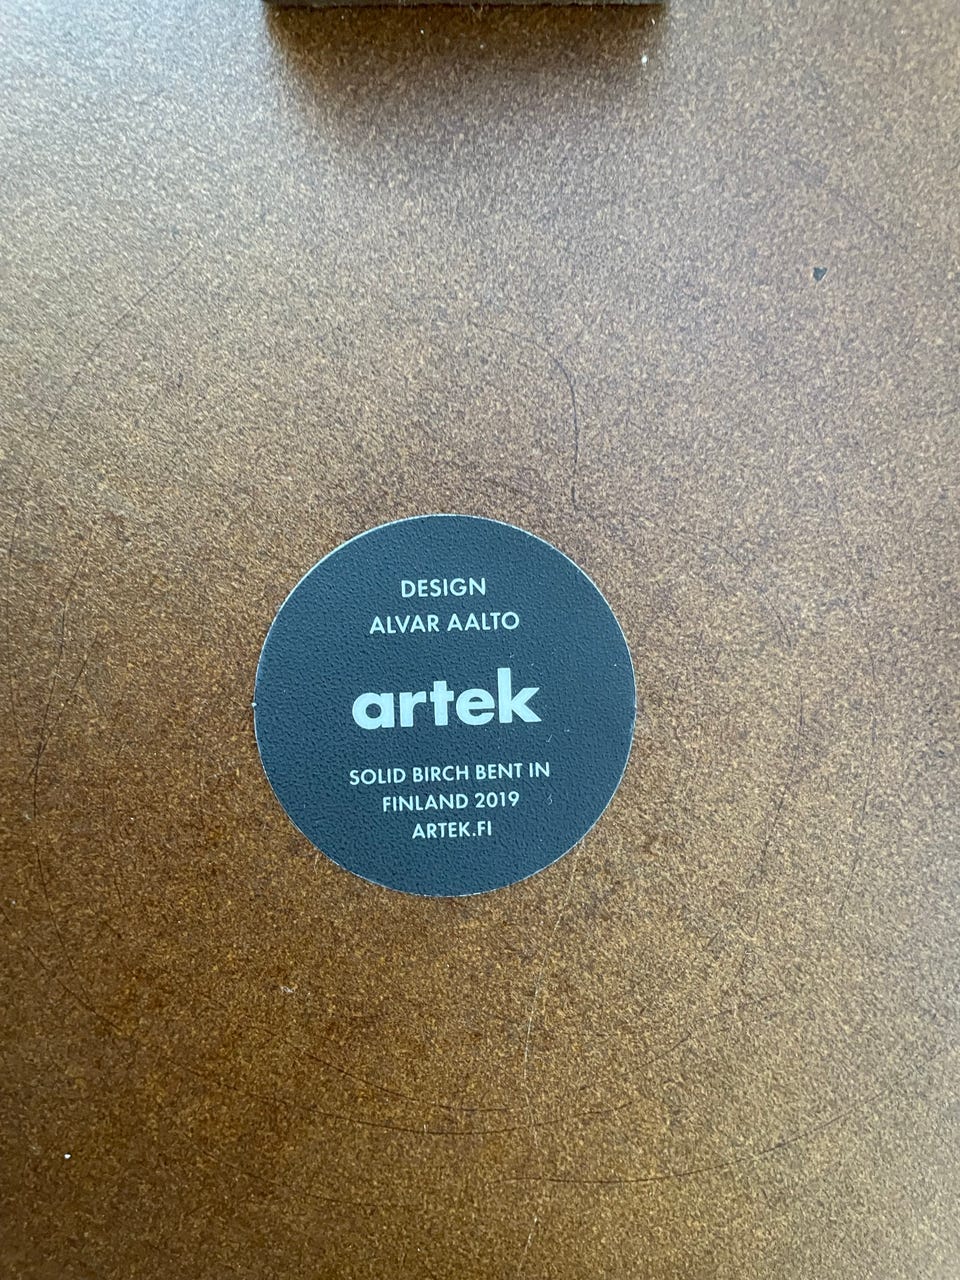 DESIGN
ALVAR AALTO
artek
SOLID BIRCH BENT IN
FINLAND 2019
ARTEK.FI